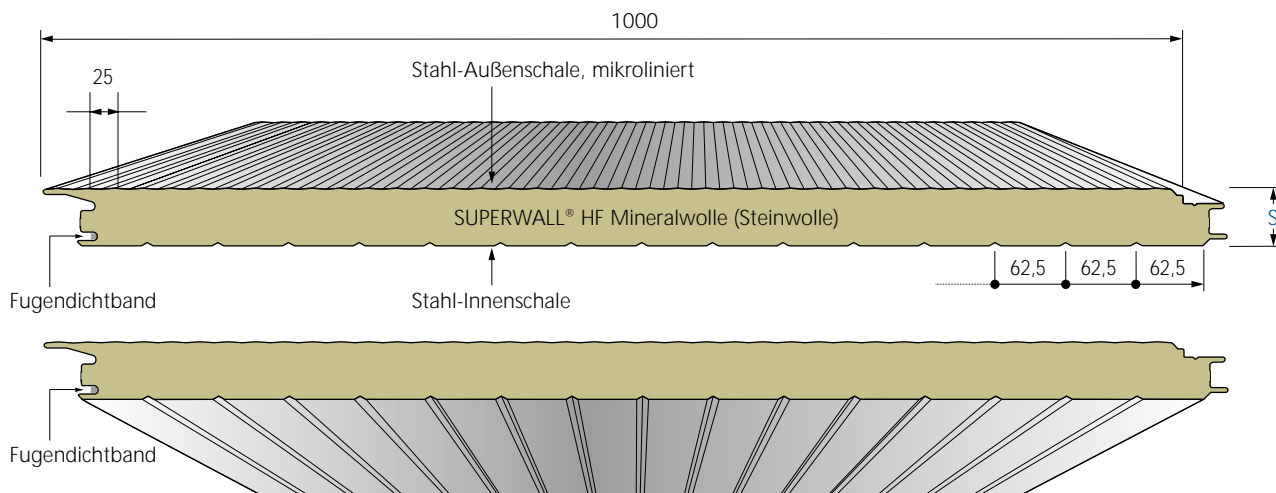 1000
25
Stahl-Außenschale, mikroliniert
SUPERWALL® HF Mineralwolle (Steinwolle)
S
62,5
62,5
62,5
Fugendichtband
Stahl-Innenschale
Fugendichtband